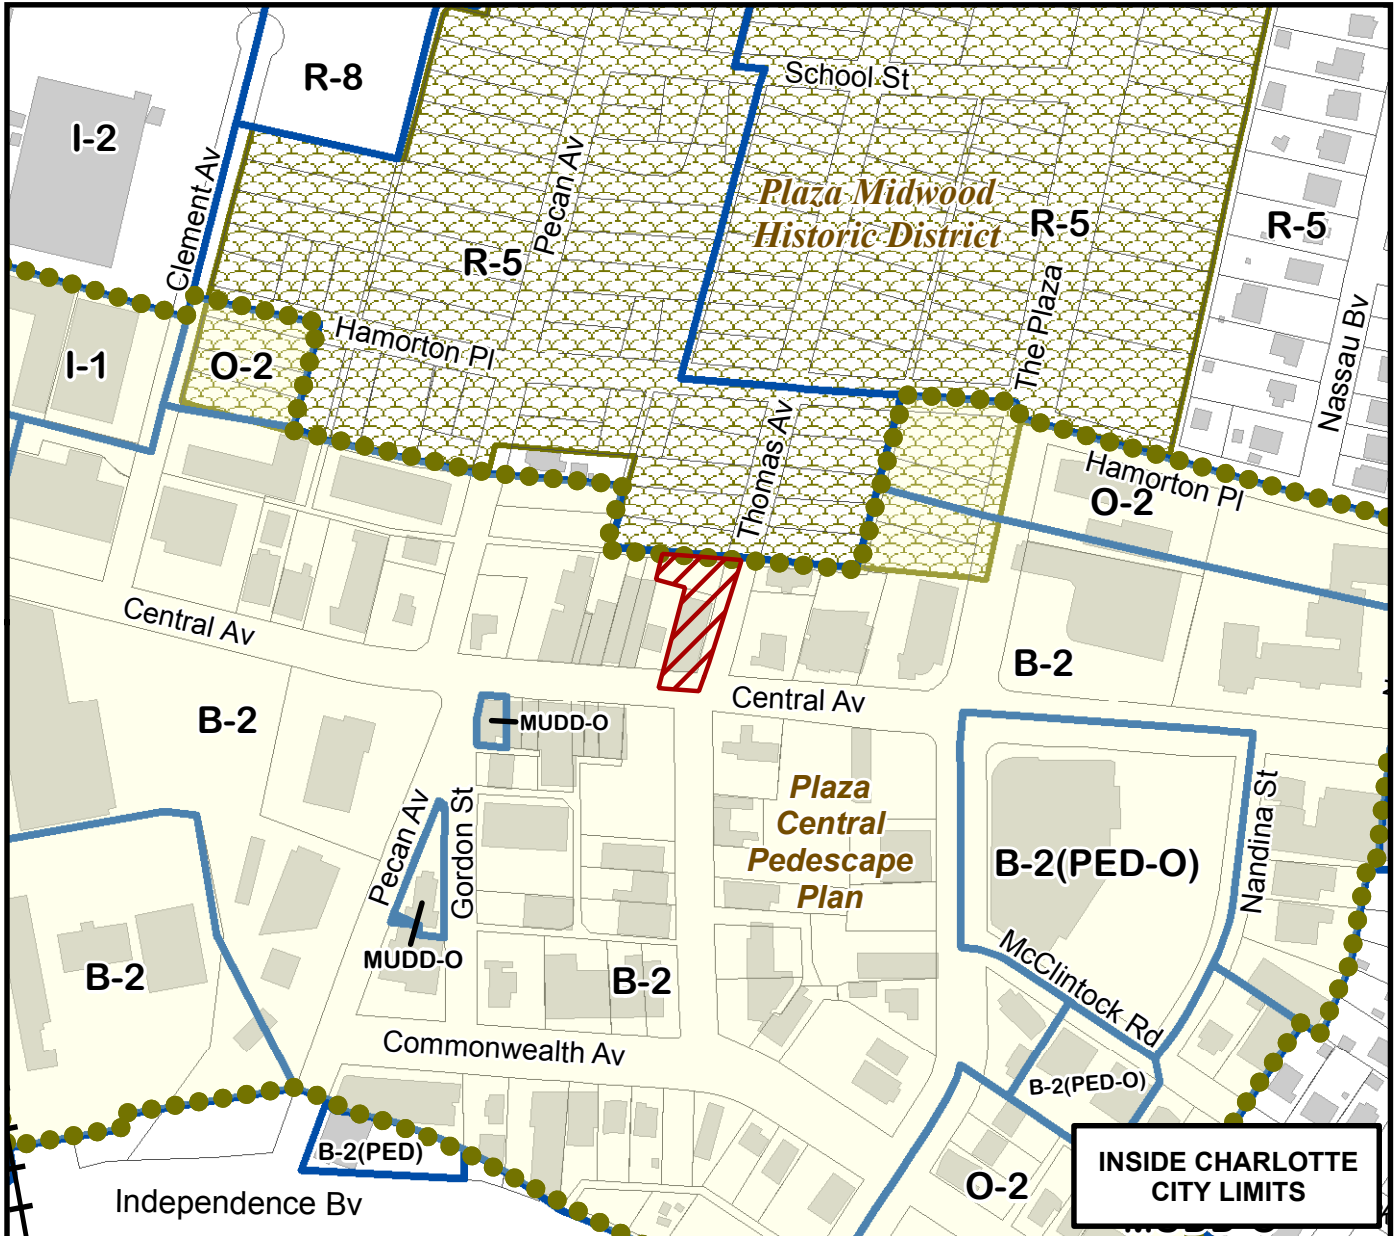 R-8
School St
I-2
Pecan Av
Clement Av
Plaza Midwood
Historic District
R-5
R-5
R-5
The Plaza
Nassau Bv
Hamorton Pl
I-1
O-2
Thomas Av
Hamorton Pl
O-2
Central Av
B-2
Central Av
B-2
MUDD-O
Plaza
Central
Pedescape
Plan
Pecan Av
Gordon St
Nandina St
B-2(PED-O)
MUDD-O
B-2
B-2
McClintock Rd
Commonwealth Av
B-2(PED-O)
B-2(PED)
O-2
INSIDE CHARLOTTE
CITY LIMITS
Independence Bv